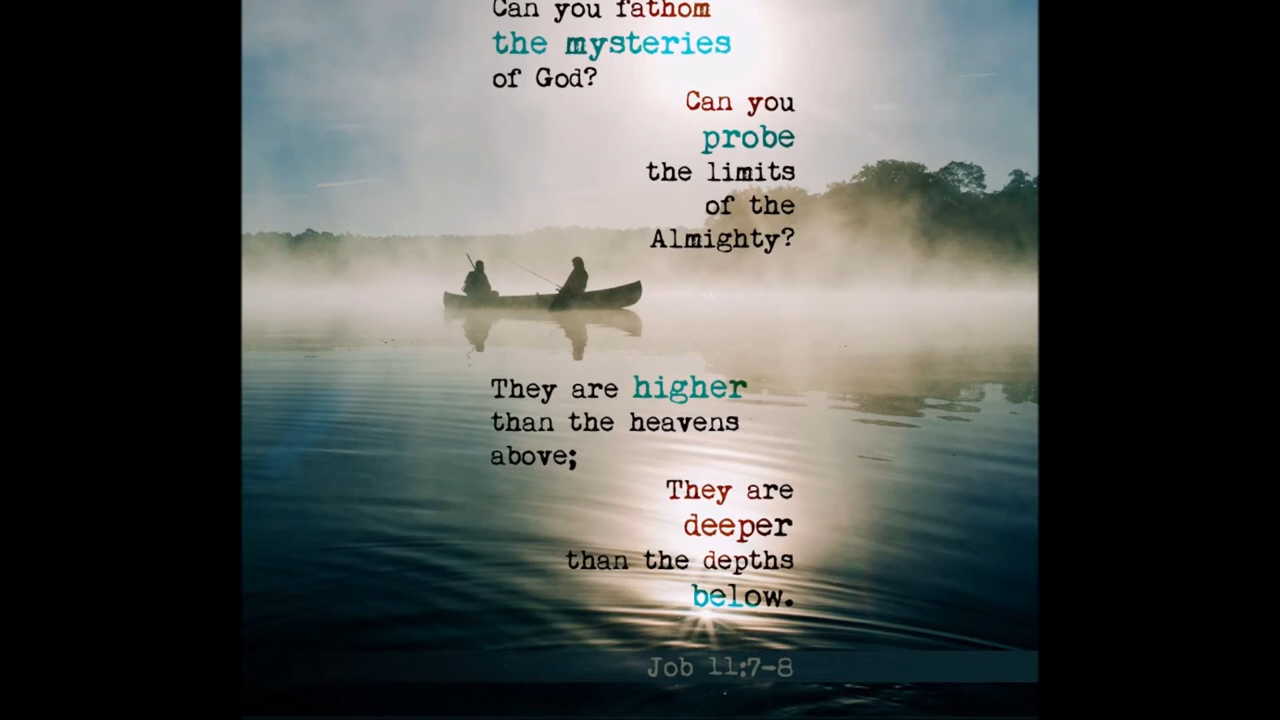 Can you fathom
the mysteries
of God?
Can you
probe
the limits
of the
Almighty?
They are higher
than the heavens
above;
They are
deeper
than the depths
below.
Job 11:7-8